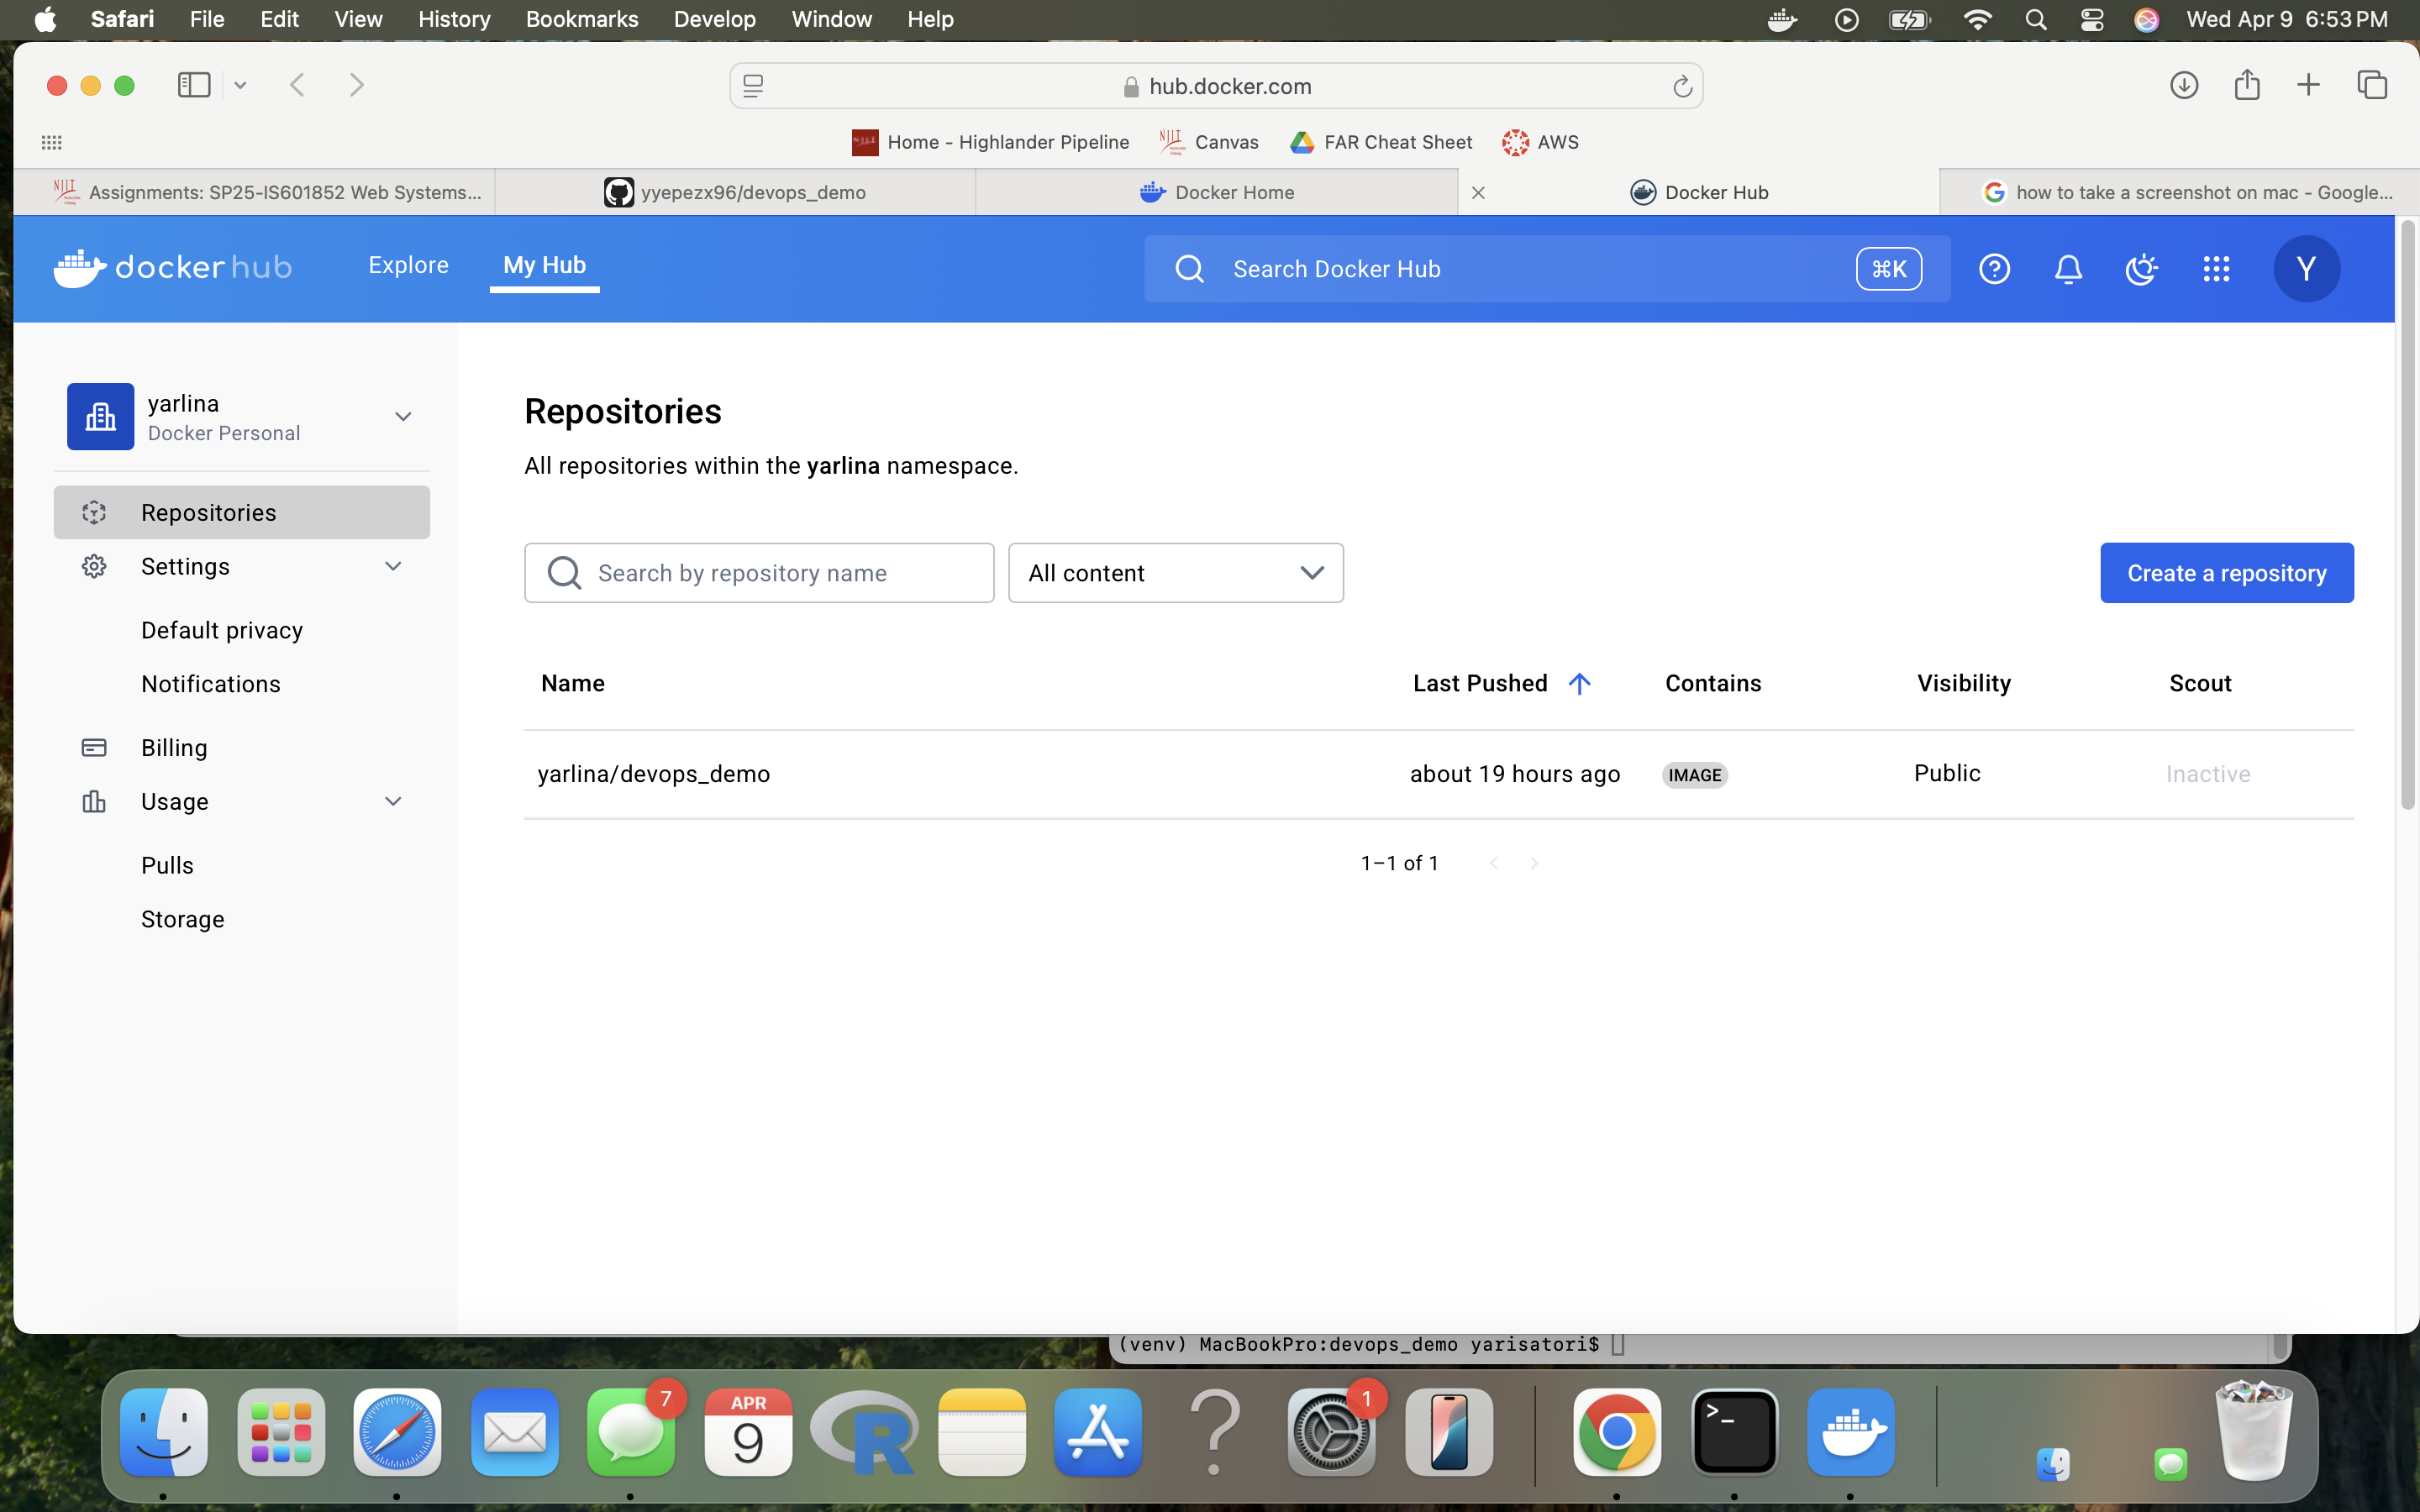 Safari File Edit View History Bookmarks Develop Window Help Wed Apr 9 6:53 PM
hub.docker.com
Home - Highlander Pipeline Canvas FAR Cheat Sheet AWS
Assignments: SP25-IS601852 Web Systems... yyepezx96/devops_demo Docker Home Docker Hub how to take a screenshot on mac - Google...
dockerhub Explore My Hub Search Docker Hub ⌘K Y
yarlina
Docker Personal
Repositories
Settings
Default privacy
Notifications
Billing
Usage
Pulls
Storage
Repositories
All repositories within the yarlina namespace.
Search by repository name All content Create a repository
Name Last Pushed Contains Visibility Scout
yarlina/devops_demo about 19 hours ago IMAGE Public Inactive
1–1 of 1
(venv) MacBookPro:devops_demo yarisatori$
7 APR 9 R ? 1 >_